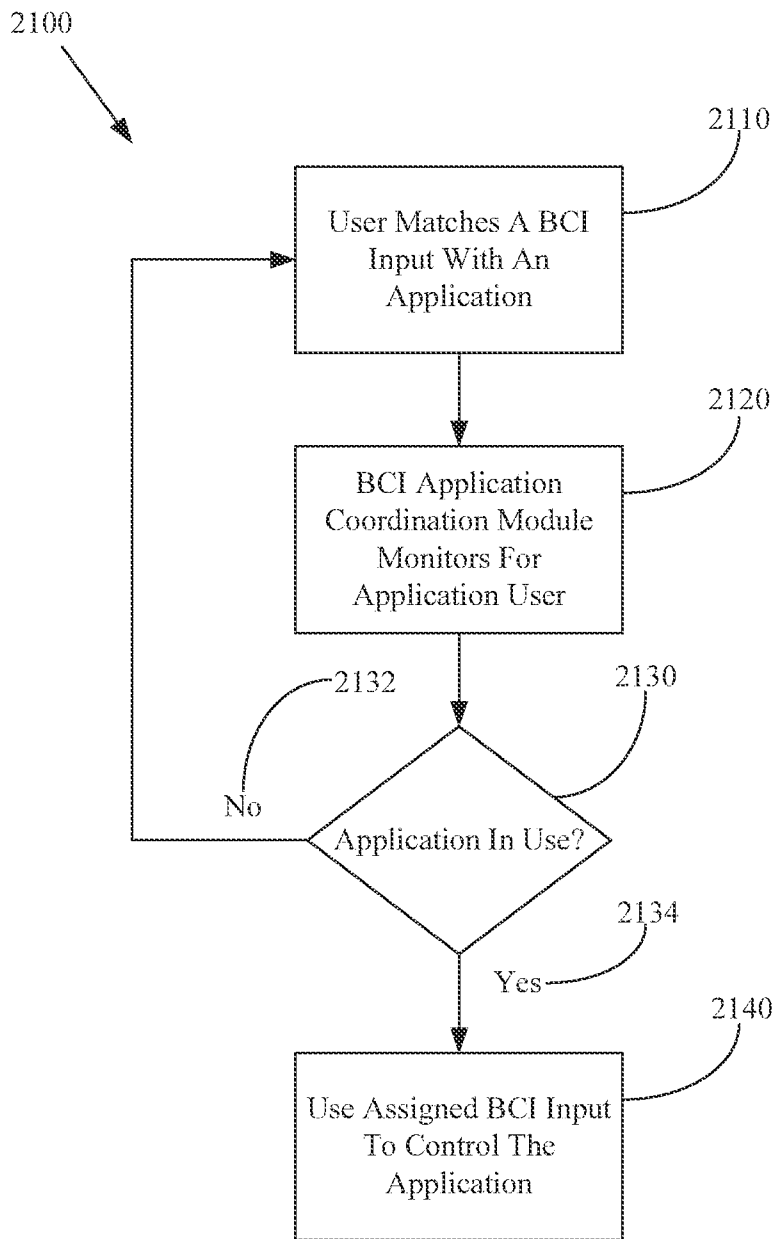 2100
2110
User Matches A BCI
Input With An
Application
2120
BCI Application
Coordination Module
Monitors For
Application User
2132
2130
No
Application In Use?
2134
Yes
2140
Use Assigned BCI Input
To Control The
Application